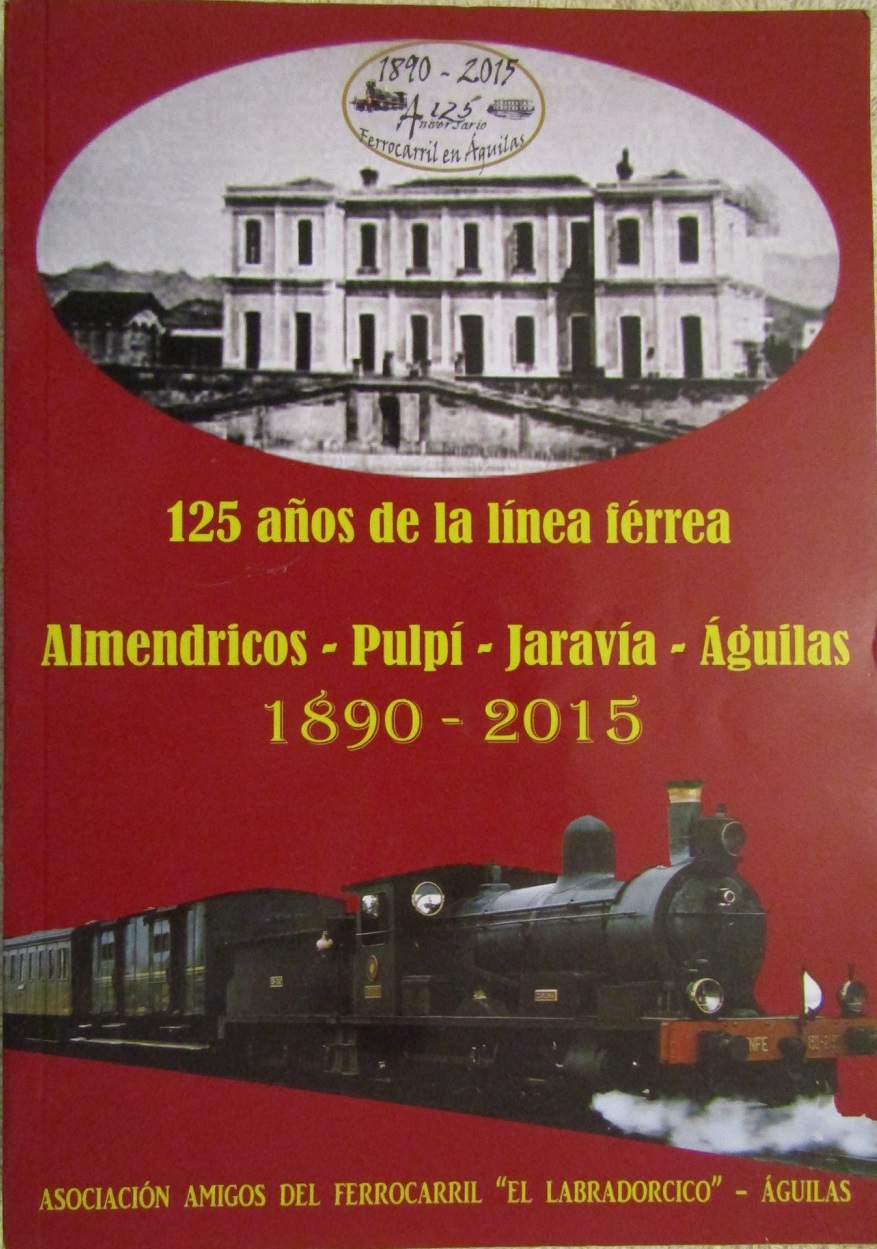 1890 - 2015
Aniversario 125
Ferrocarril en Águilas
125 años de la línea férrea
Almendricos - Pulpí - Jaravía - Águilas
1890 - 2015
ASOCIACIÓN AMIGOS DEL FERROCARRIL “EL LABRADORCICO” – ÁGUILAS